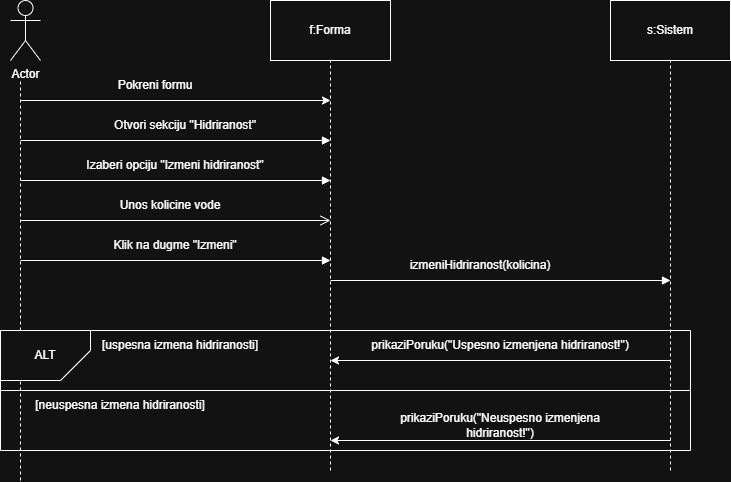 f:Forma
s:Sistem
Actor
Pokreni formu
Otvori sekciju "Hidriranost"
Izaberi opciju "Izmeni hidriranost"
Unos kolicine vode
Klik na dugme "Izmeni"
izmeniHidriranost(kolicina)
ALT
[uspesna izmena hidriranosti]
prikaziPoruku("Uspesno izmenjena hidriranost!")
[neuspesna izmena hidriranosti]
prikaziPoruku("Neuspesno izmenjena
hidriranost!")